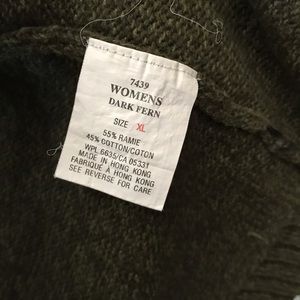 7439
WOMENS
DARK FERN
SIZE XL
55% RAMIE
45% COTTON/COTON
WPL 6635/CA 05331
MADE IN HONG KONG
FABRIQUÉ À HONG KONG
SEE REVERSE FOR CARE